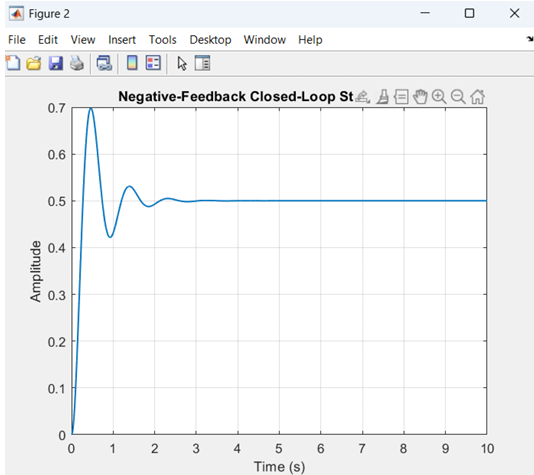 Figure 2
File Edit View Insert Tools Desktop Window Help
Negative-Feedback Closed-Loop St
0.7
0.6
0.5
0.4
0.3
0.2
0.1
0
Amplitude
0 1 2 3 4 5 6 7 8 9 10
Time (s)